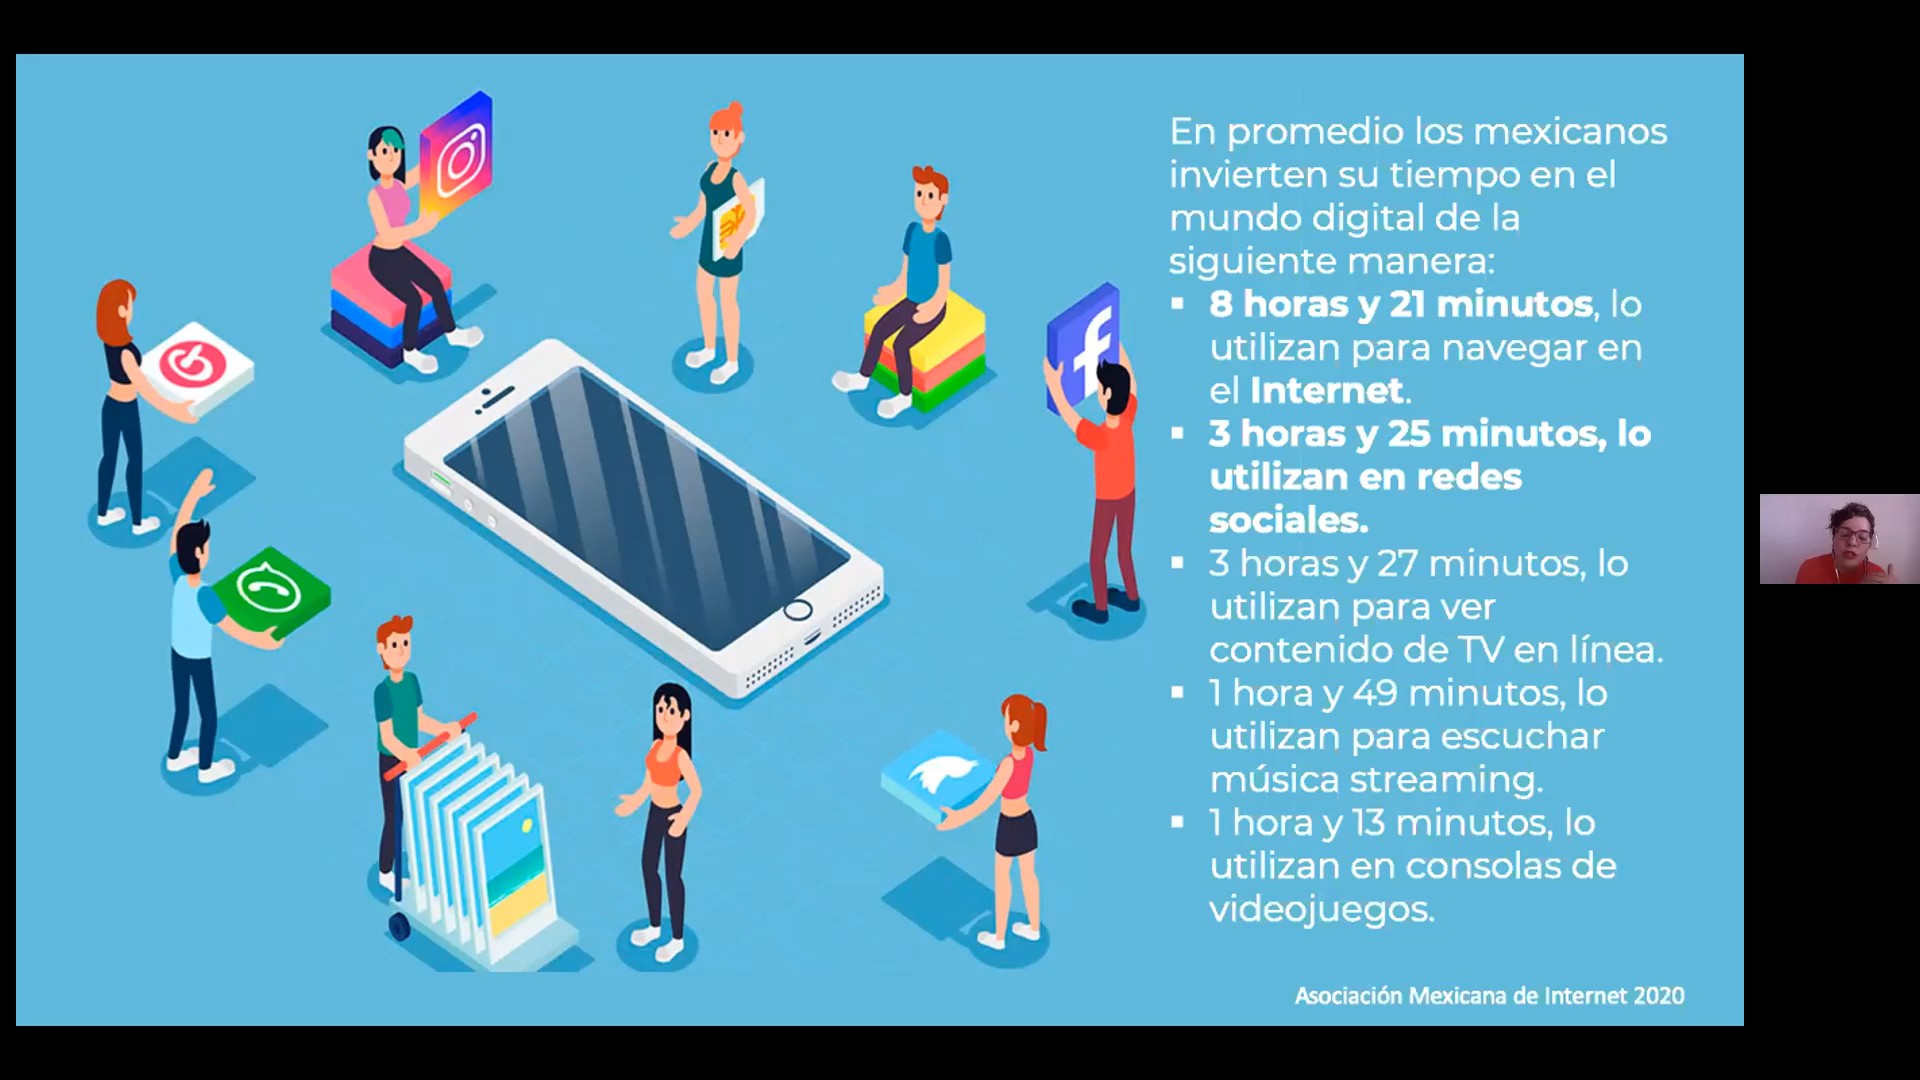 En promedio los mexicanos
invierten su tiempo en el
mundo digital de la
siguiente manera:
▪ 8 horas y 21 minutos, lo
utilizan para navegar en
el Internet.
▪ 3 horas y 25 minutos, lo
utilizan en redes
sociales.
▪ 3 horas y 27 minutos, lo
utilizan para ver
contenido de TV en línea.
▪ 1 hora y 49 minutos, lo
utilizan para escuchar
música streaming.
▪ 1 hora y 13 minutos, lo
utilizan en consolas de
videojuegos.
Asociación Mexicana de Internet 2020